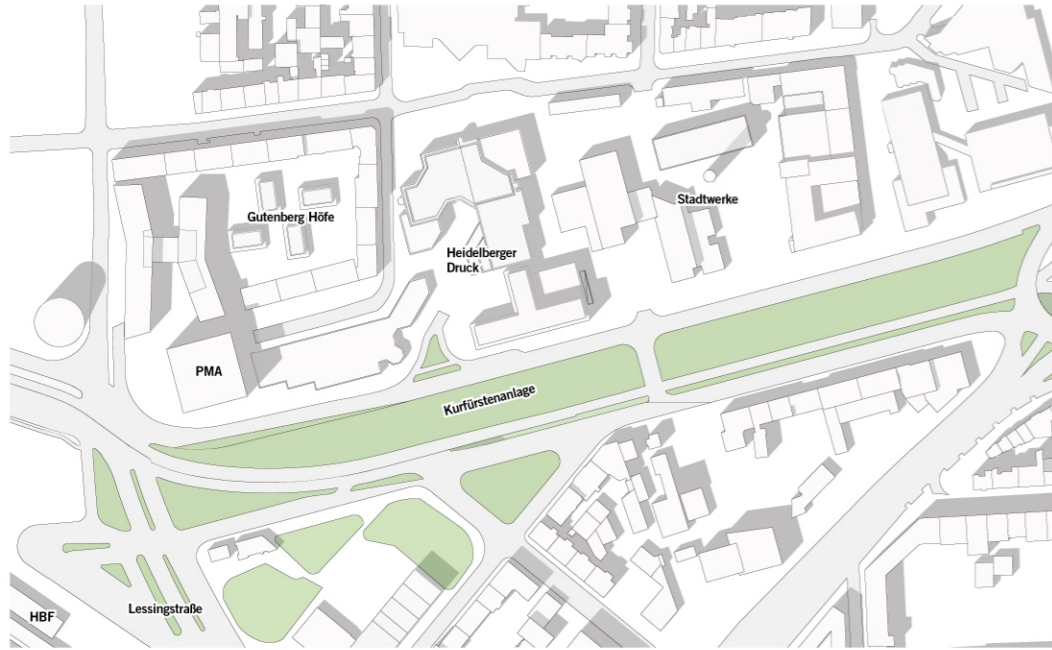 Stadtwerke
Gutenberg Höfe
Heidelberger
Druck
PMA
Kurfürstenanlage
Lessingstraße
HBF